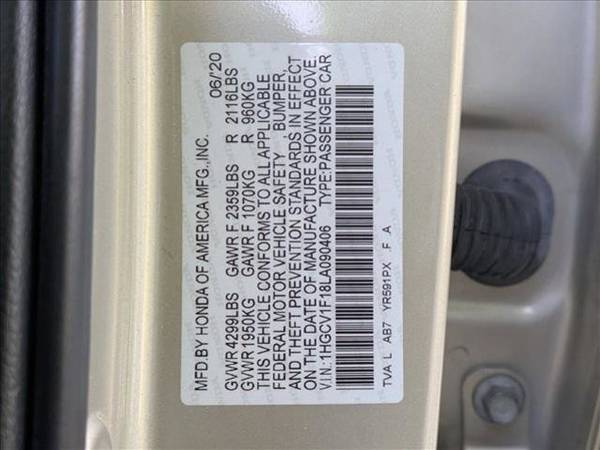 MFD.BY HONDA OF AMERICA MFG.,INC. 06/'20
GVWR 4299LBS GAWR F 2359LBS R 2116LBS
GVWR 1950KG GAWR F 1070KG R 960KG
THIS VEHICLE CONFORMS TO ALL APPLICABLE
FEDERAL MOTOR VEHICLE SAFETY, BUMPER,
AND THEFT PREVENTION STANDARDS IN EFFECT
ON THE DATE OF MANUFACTURE SHOWN ABOVE.
V.I.N.:1HGCV1F18LA090406 TYPE:PASSENGER CAR
TVA L AB7 YR591PX F A